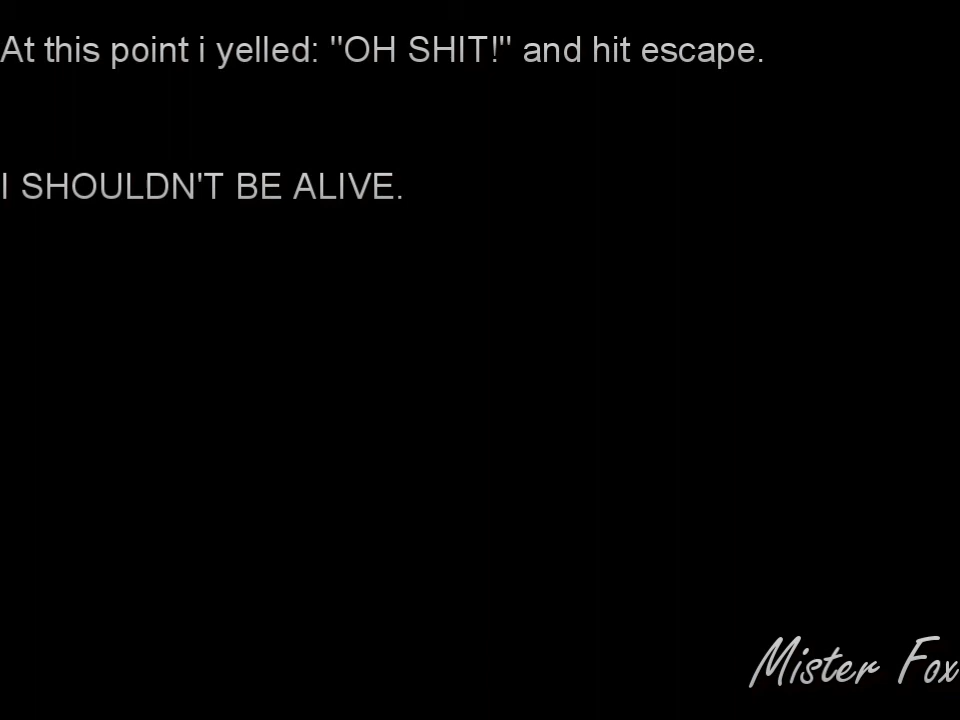 At this point i yelled: "OH SHIT!" and hit escape.
I SHOULDN'T BE ALIVE.
Mister Fox